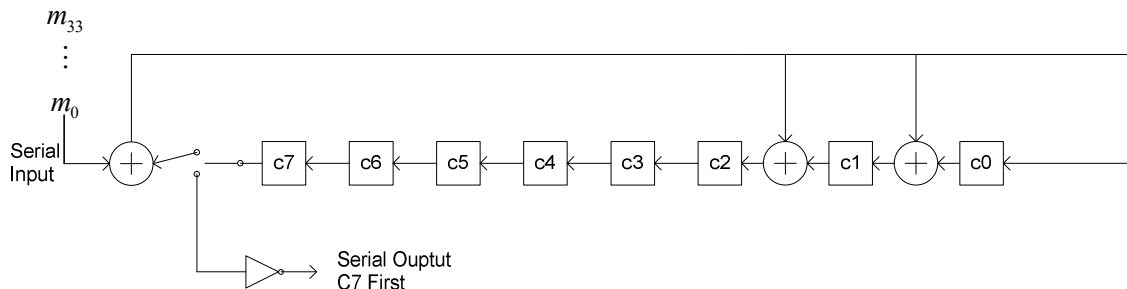 m33
⋮
m0
Serial
Input
c7 c6 c5 c4 c3 c2 c1 c0
Serial Ouptut
C7 First